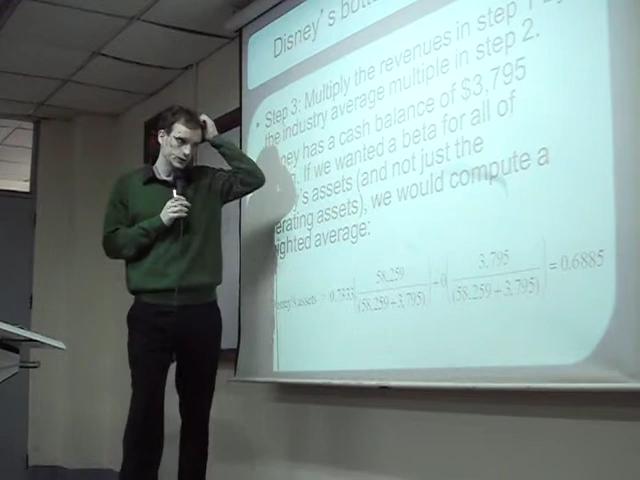 Disney's bott
Step 3: Multiply the revenues in step 1 by
the industry average multiple in step 2.
ney has a cash balance of $3,795
. If we wanted a beta for all of
y's assets (and not just the
erating assets), we would compute a
ighted average:
ney's assets = 0.7333(58,259/(58,259+3,795))+0(3,795/(58,259+3,795))=0.6885